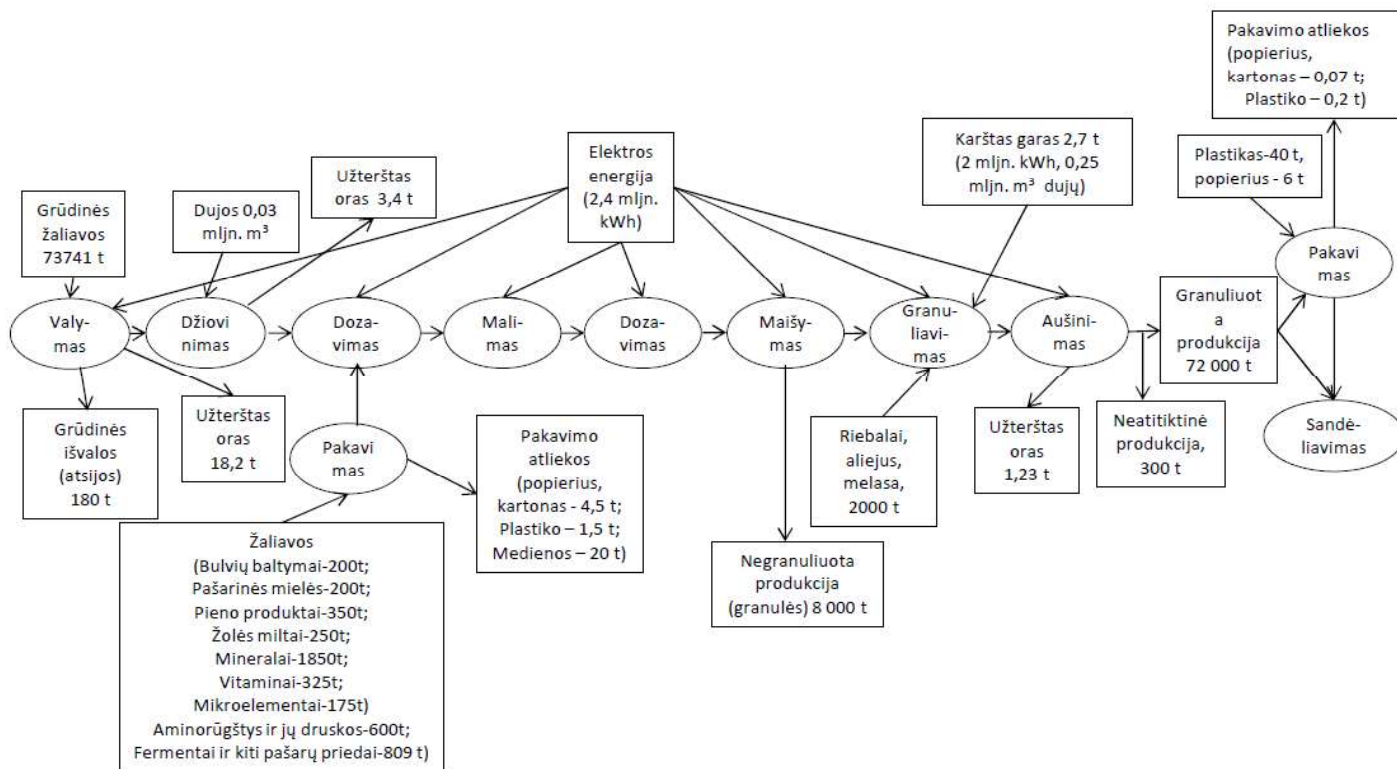 Pakavimo atliekos
(popierius,
kartonas – 0,07 t;
Plastiko – 0,2 t)
Elektros
energija
(2,4 mljn.
kWh)
Karštas garas 2,7 t
(2 mljn. kWh, 0,25
mljn. m³ dujų)
Plastikas-40 t,
popierius - 6 t
Užterštas
oras 3,4 t
Dujos 0,03
mljn. m³
Grūdinės
žaliavos
73741 t
Pakavi
mas
Valy-
mas
Džiovi
nimas
Doza-
vimas
Mali-
mas
Doza-
vimas
Maišy-
mas
Granu-
liavi-
mas
Aušini-
mas
Granuliuot
a
produkcija
72 000 t
Grūdinės
išvalos
(atsijos)
180 t
Užterštas
oras
18,2 t
Pakavi
mas
Pakavimo
atliekos
(popierius,
kartonas - 4,5 t;
Plastiko – 1,5 t;
Medienos – 20 t)
Riebalai,
aliejus,
melasa,
2000 t
Užterštas
oras
1,23 t
Neatitiktinė
produkcija,
300 t
Sandė-
liavimas
Žaliavos
(Bulvių baltymai-200t;
Pašarinės mielės-200t;
Pieno produktai-350t;
Žolės miltai-250t;
Mineralai-1850t;
Vitaminai-325t;
Mikroelementai-175t)
Aminorūgštys ir jų druskos-600t;
Fermentai ir kiti pašarų priedai-809 t)
Negranuliuota
produkcija
(granulės) 8 000 t